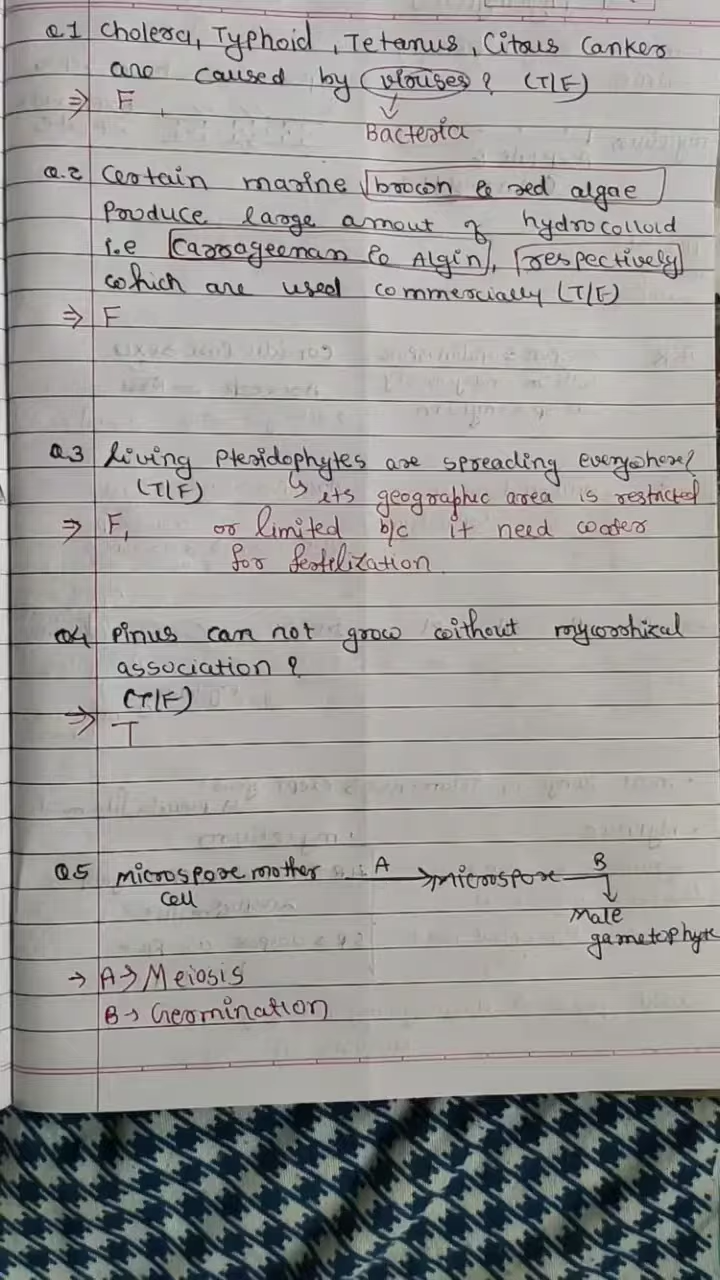 Q1 Cholera, Typhoid, Tetanus, Citrus Canker
are caused by viruses? (T/F)
⇒ F
Bacteria
Q.2 Certain marine brown & red algae
Produce large amout of hydrocolloid
i.e Carrageenan & Algin, respectively
which are used commercially (T/F)
⇒ F
Q3 Living Pteridophytes are spreading everywhere?
(T/F) ↳ its geographic area is restricted
⇒ F, or limited b/c it need water
for fertilization
Q4 Pinus can not grow without mycorrhizal
association ?
(T/F)
⇒ T
Q5 microspore mother cell —A→ microspore —B
↓
Male
gametophyte
→ A → Meiosis
B → Germination